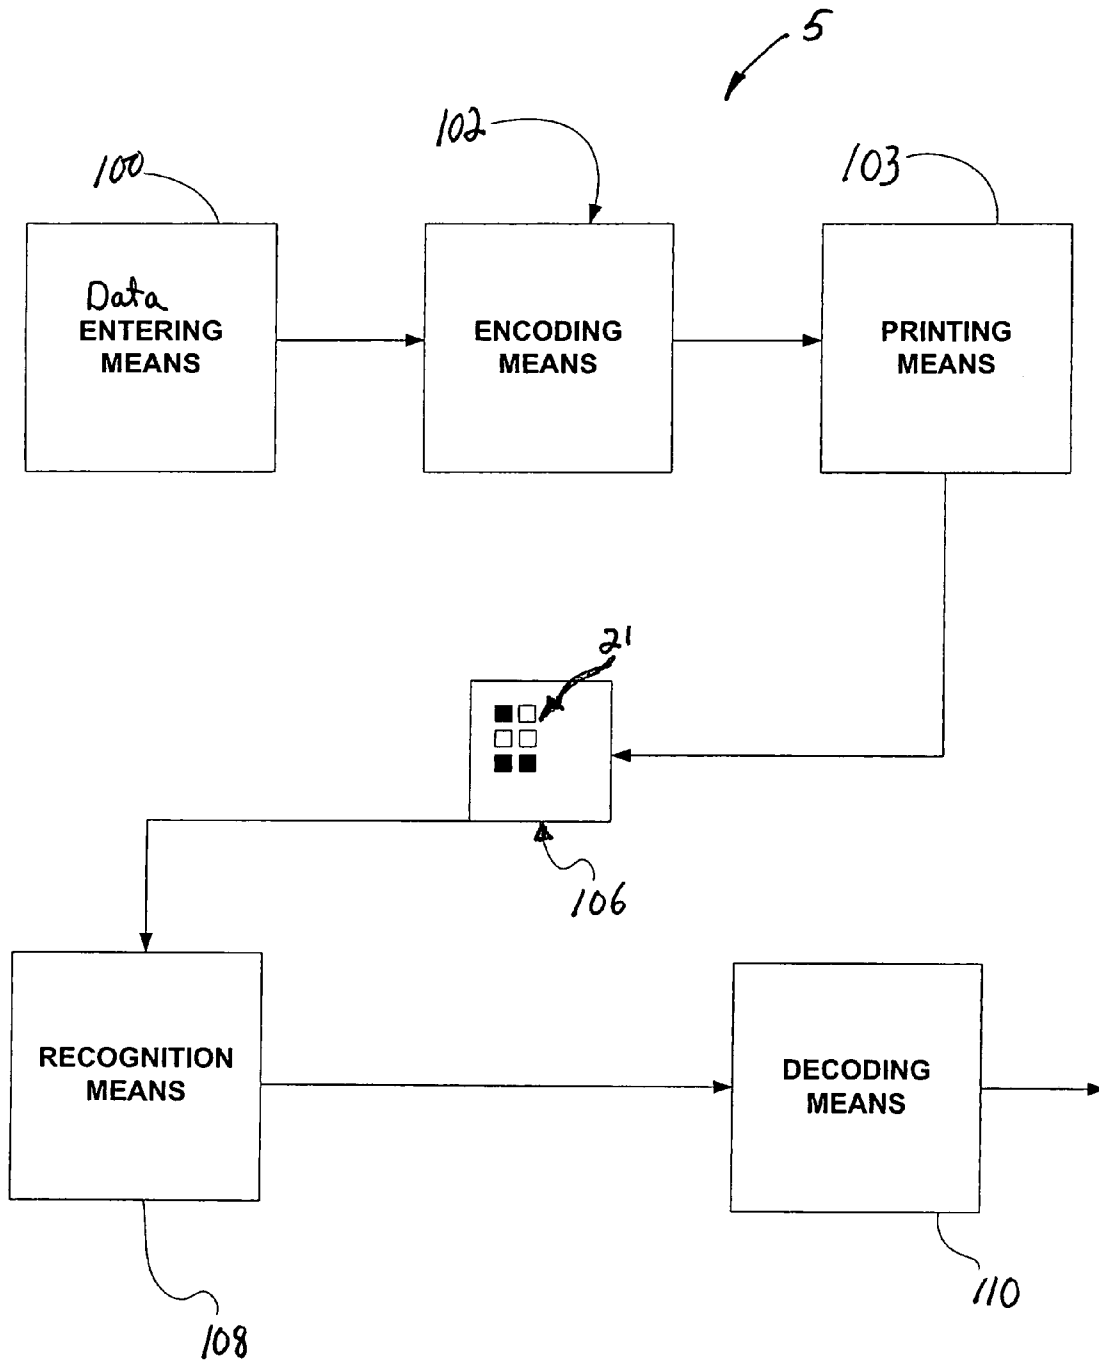 5
102
103
100
Data
ENTERING
MEANS
ENCODING
MEANS
PRINTING
MEANS
21
106
RECOGNITION
MEANS
DECODING
MEANS
110
108